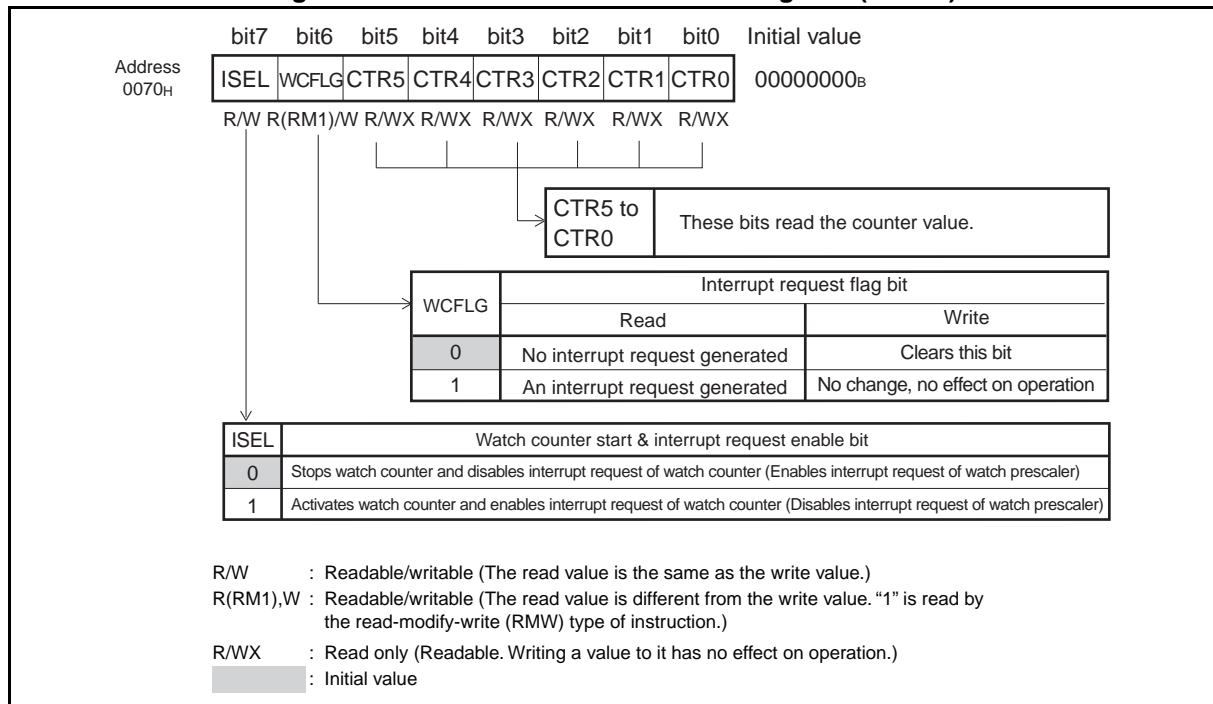 bit7 bit6 bit5 bit4 bit3 bit2 bit1 bit0 Initial value
Address
0070H
ISEL WCFLG CTR5 CTR4 CTR3 CTR2 CTR1 CTR0 00000000B
R/W R(RM1)/W R/WX R/WX R/WX R/WX R/WX R/WX
CTR5 to
CTR0
These bits read the counter value.
WCFLG
Interrupt request flag bit
Read Write
0 No interrupt request generated Clears this bit
1 An interrupt request generated No change, no effect on operation
ISEL Watch counter start & interrupt request enable bit
0 Stops watch counter and disables interrupt request of watch counter (Enables interrupt request of watch prescaler)
1 Activates watch counter and enables interrupt request of watch counter (Disables interrupt request of watch prescaler)
R/W : Readable/writable (The read value is the same as the write value.)
R(RM1),W : Readable/writable (The read value is different from the write value. “1” is read by
the read-modify-write (RMW) type of instruction.)
R/WX : Read only (Readable. Writing a value to it has no effect on operation.)
: Initial value